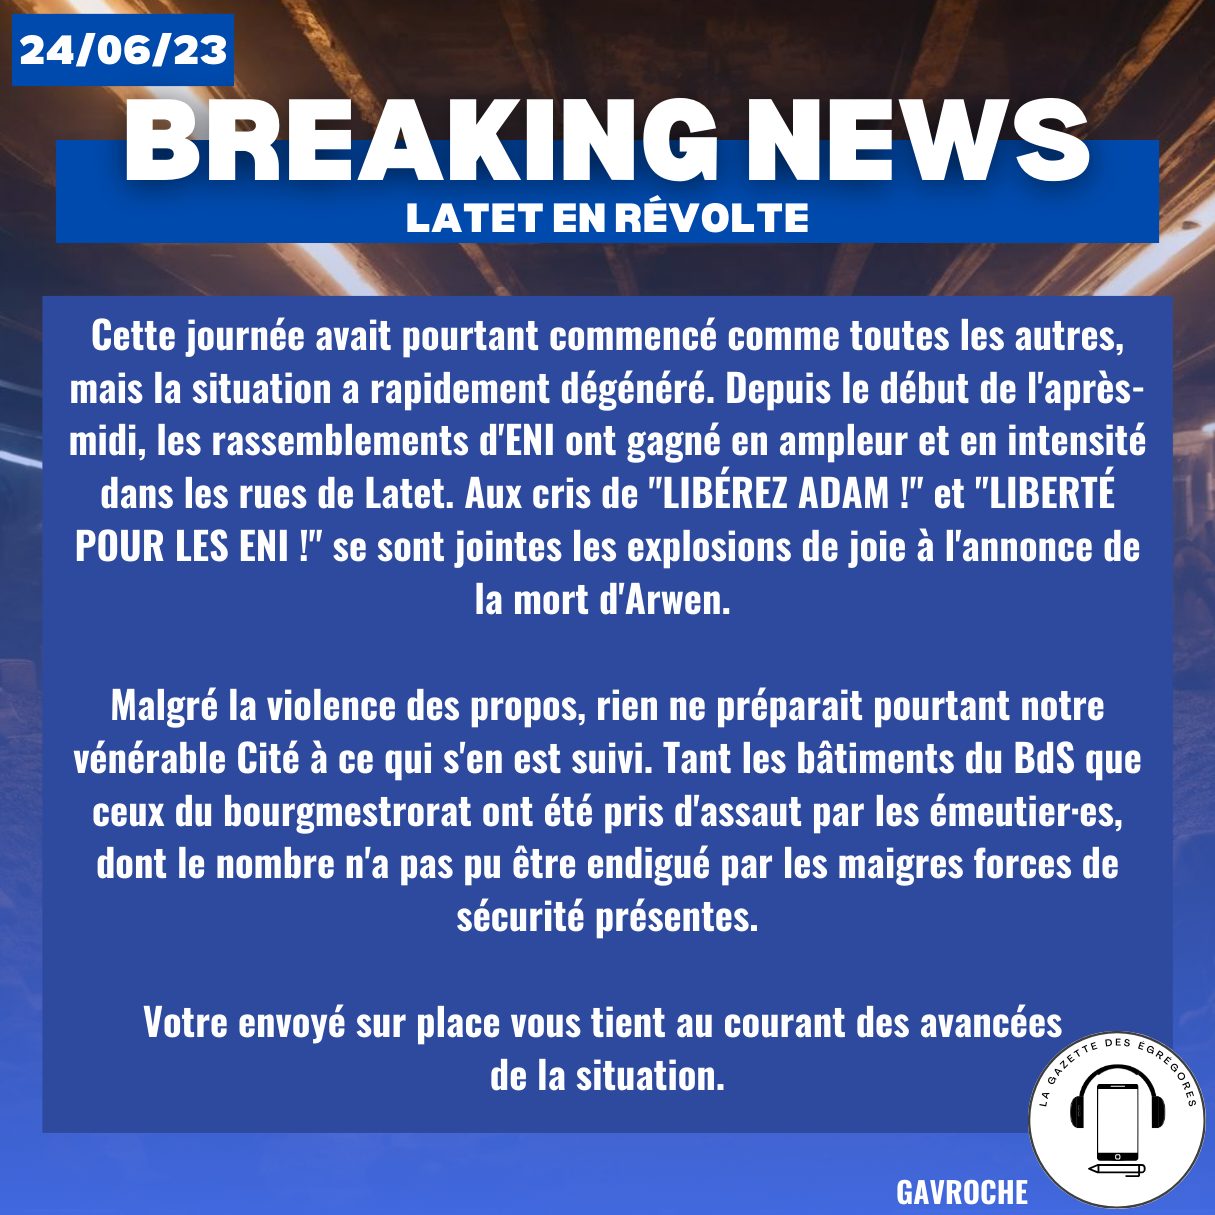 24/06/23
BREAKING NEWS
LATET EN RÉVOLTE
Cette journée avait pourtant commencé comme toutes les autres,
mais la situation a rapidement dégénéré. Depuis le début de l'après-
midi, les rassemblements d'ENI ont gagné en ampleur et en intensité
dans les rues de Latet. Aux cris de "LIBÉREZ ADAM !" et "LIBERTÉ
POUR LES ENI !" se sont jointes les explosions de joie à l'annonce de
la mort d'Arwen.
Malgré la violence des propos, rien ne préparait pourtant notre
vénérable Cité à ce qui s'en est suivi. Tant les bâtiments du BdS que
ceux du bourgmestrorat ont été pris d'assaut par les émeutier·es,
dont le nombre n'a pas pu être endigué par les maigres forces de
sécurité présentes.
Votre envoyé sur place vous tient au courant des avancées
de la situation.
LA GAZETTE DES EGREGORES
GAVROCHE